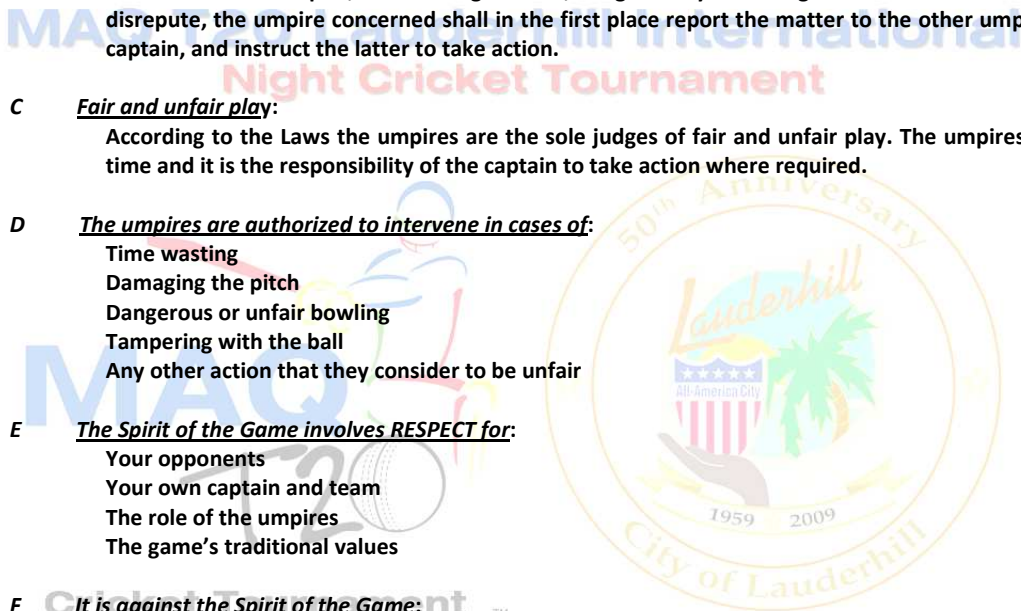 disrepute, the umpire concerned shall in the first place report the matter to the other ump
MAQ T20 Lauderhill International
captain, and instruct the latter to take action.
Night Cricket Tournament
C Fair and unfair play:
According to the Laws the umpires are the sole judges of fair and unfair play. The umpires
time and it is the responsibility of the captain to take action where required.
D The umpires are authorized to intervene in cases of:
Time wasting
Damaging the pitch
Dangerous or unfair bowling
Tampering with the ball
Any other action that they consider to be unfair
E The Spirit of the Game involves RESPECT for:
Your opponents
Your own captain and team
The role of the umpires
The game's traditional values
F It is against the Spirit of the Game:
MAQ
T20
Cricket Tournament
TM
50th Anniversary
Lauderhill
All-America City
1959 2009
City of Lauderhill